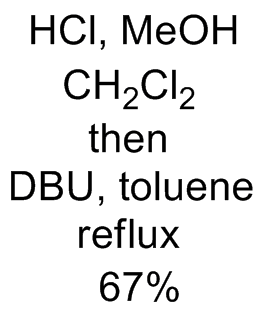 HCl, MeOH
CH₂Cl₂
then
DBU, toluene
reflux
67%